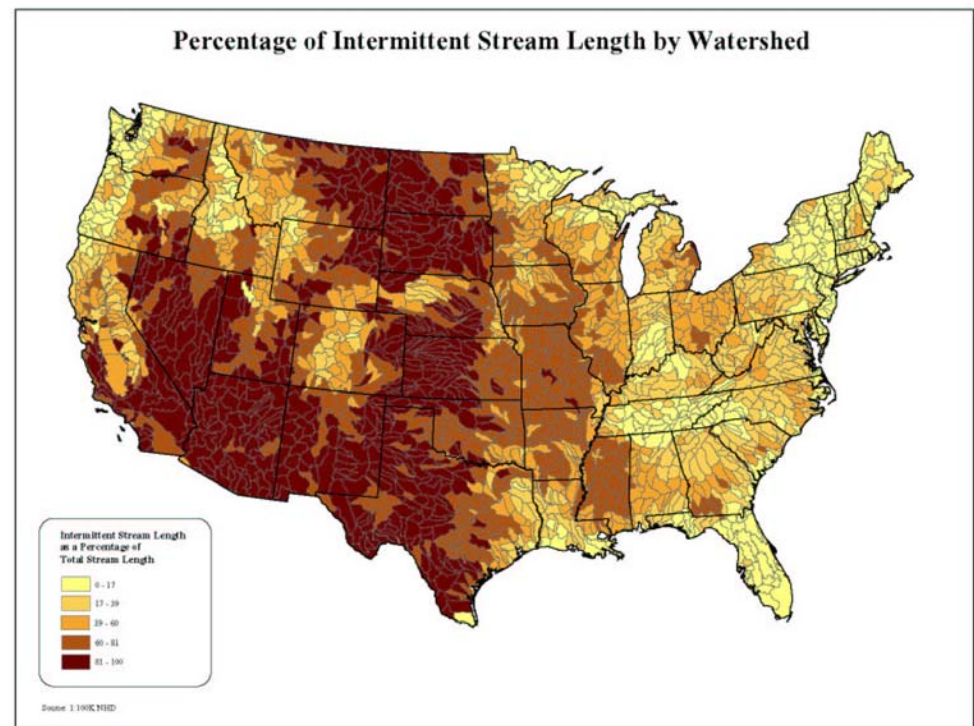 Percentage of Intermittent Stream Length by Watershed
Intermittent Stream Length
as a Percentage of
Total Stream Length
0 - 17
17 - 39
39 - 60
60 - 81
81 - 100
Source: 1:100K NHD